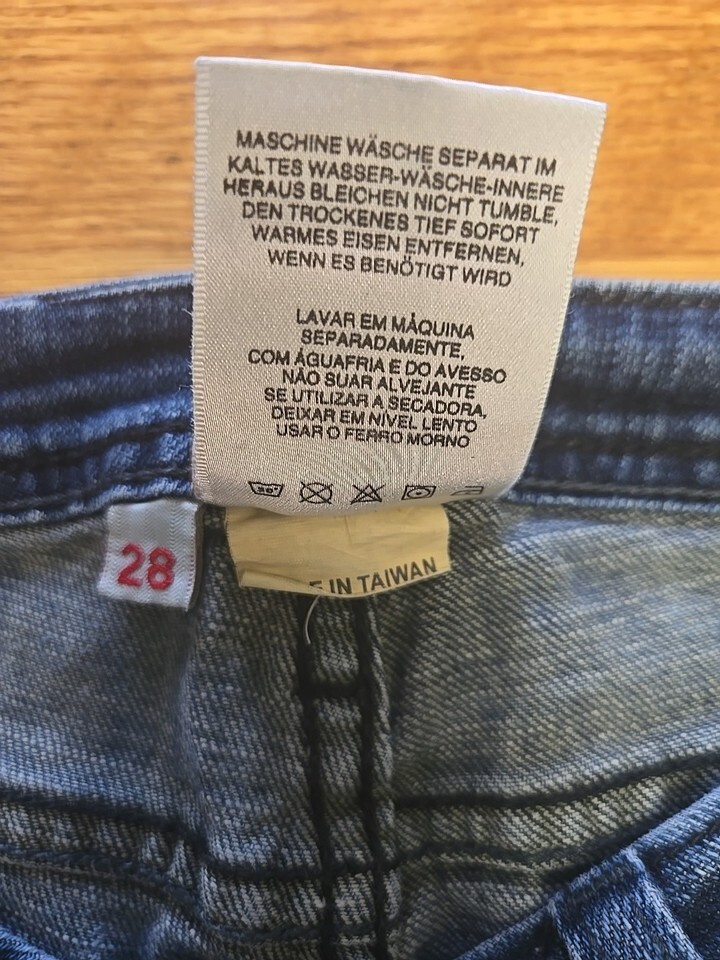 MASCHINE WÄSCHE SEPARAT IM
KALTES WASSER-WÄSCHE-INNERE
HERAUS BLEICHEN NICHT TUMBLE,
DEN TROCKENES TIEF SOFORT
WARMES EISEN ENTFERNEN,
WENN ES BENÖTIGT WIRD
LAVAR EM MÁQUINA
SEPARADAMENTE,
COM ÁGUAFRIA E DO AVESSO
NÃO SUAR ALVEJANTE
SE UTILIZAR A SECADORA,
DEIXAR EM NÍVEL LENTO
USAR O FERRO MORNO
30°
28
IN TAIWAN